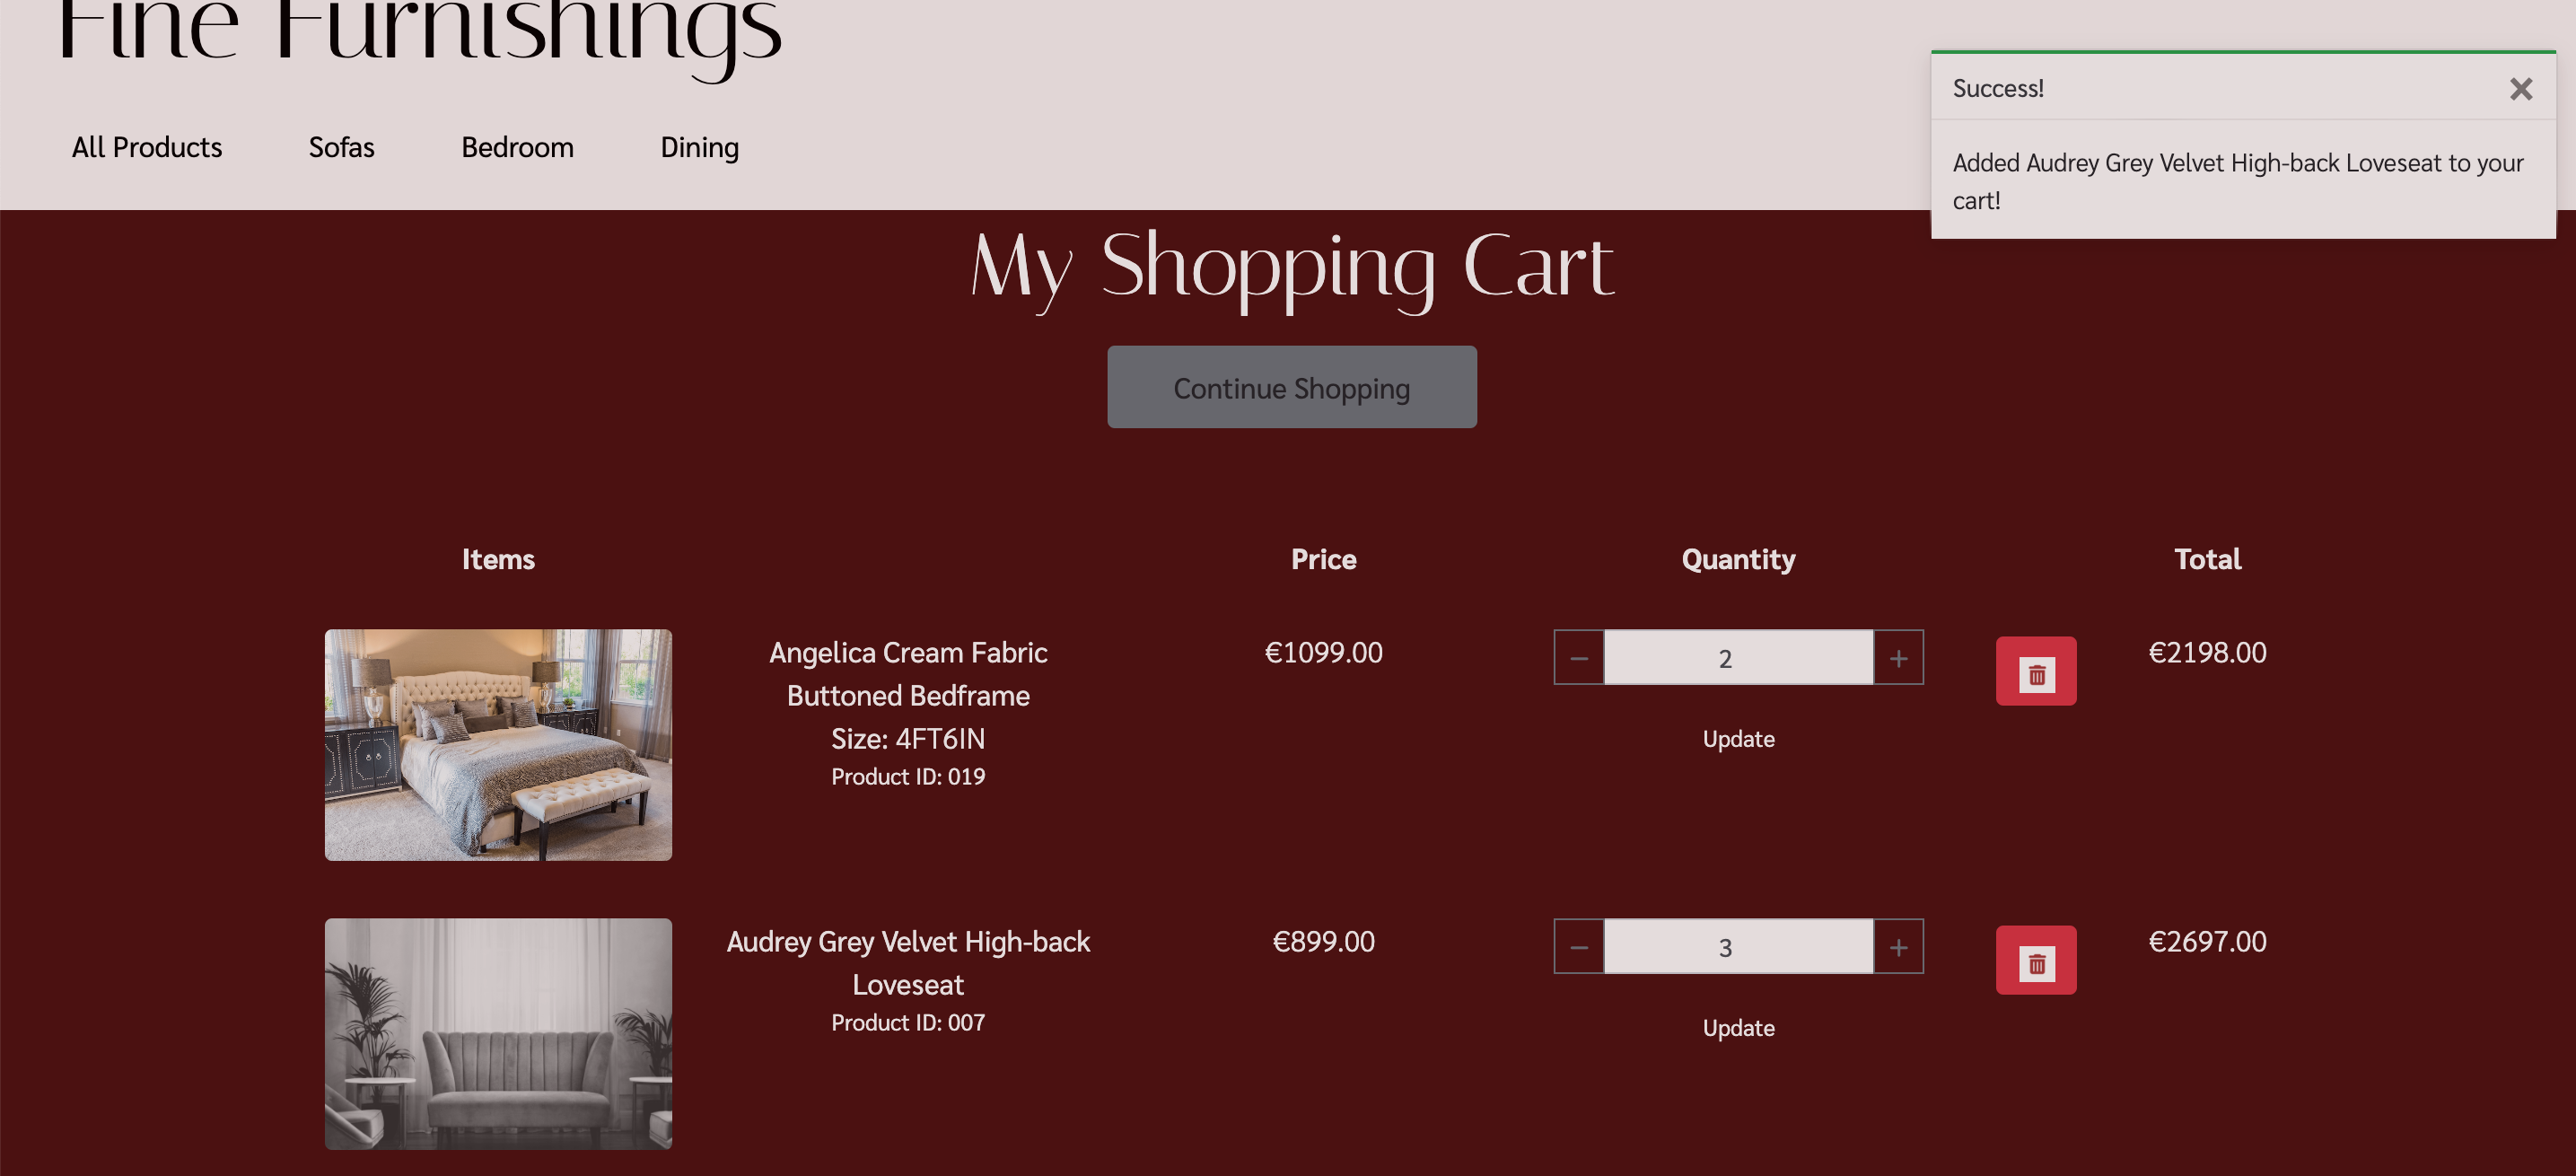 Fine Furnishings
All Products Sofas Bedroom Dining
Success!
Added Audrey Grey Velvet High-back Loveseat to your
cart!
My Shopping Cart
Continue Shopping
Items Price Quantity Total
Angelica Cream Fabric
Buttoned Bedframe
Size: 4FT6IN
Product ID: 019
€1099.00
2
Update
€2198.00
Audrey Grey Velvet High-back
Loveseat
Product ID: 007
€899.00
3
Update
€2697.00